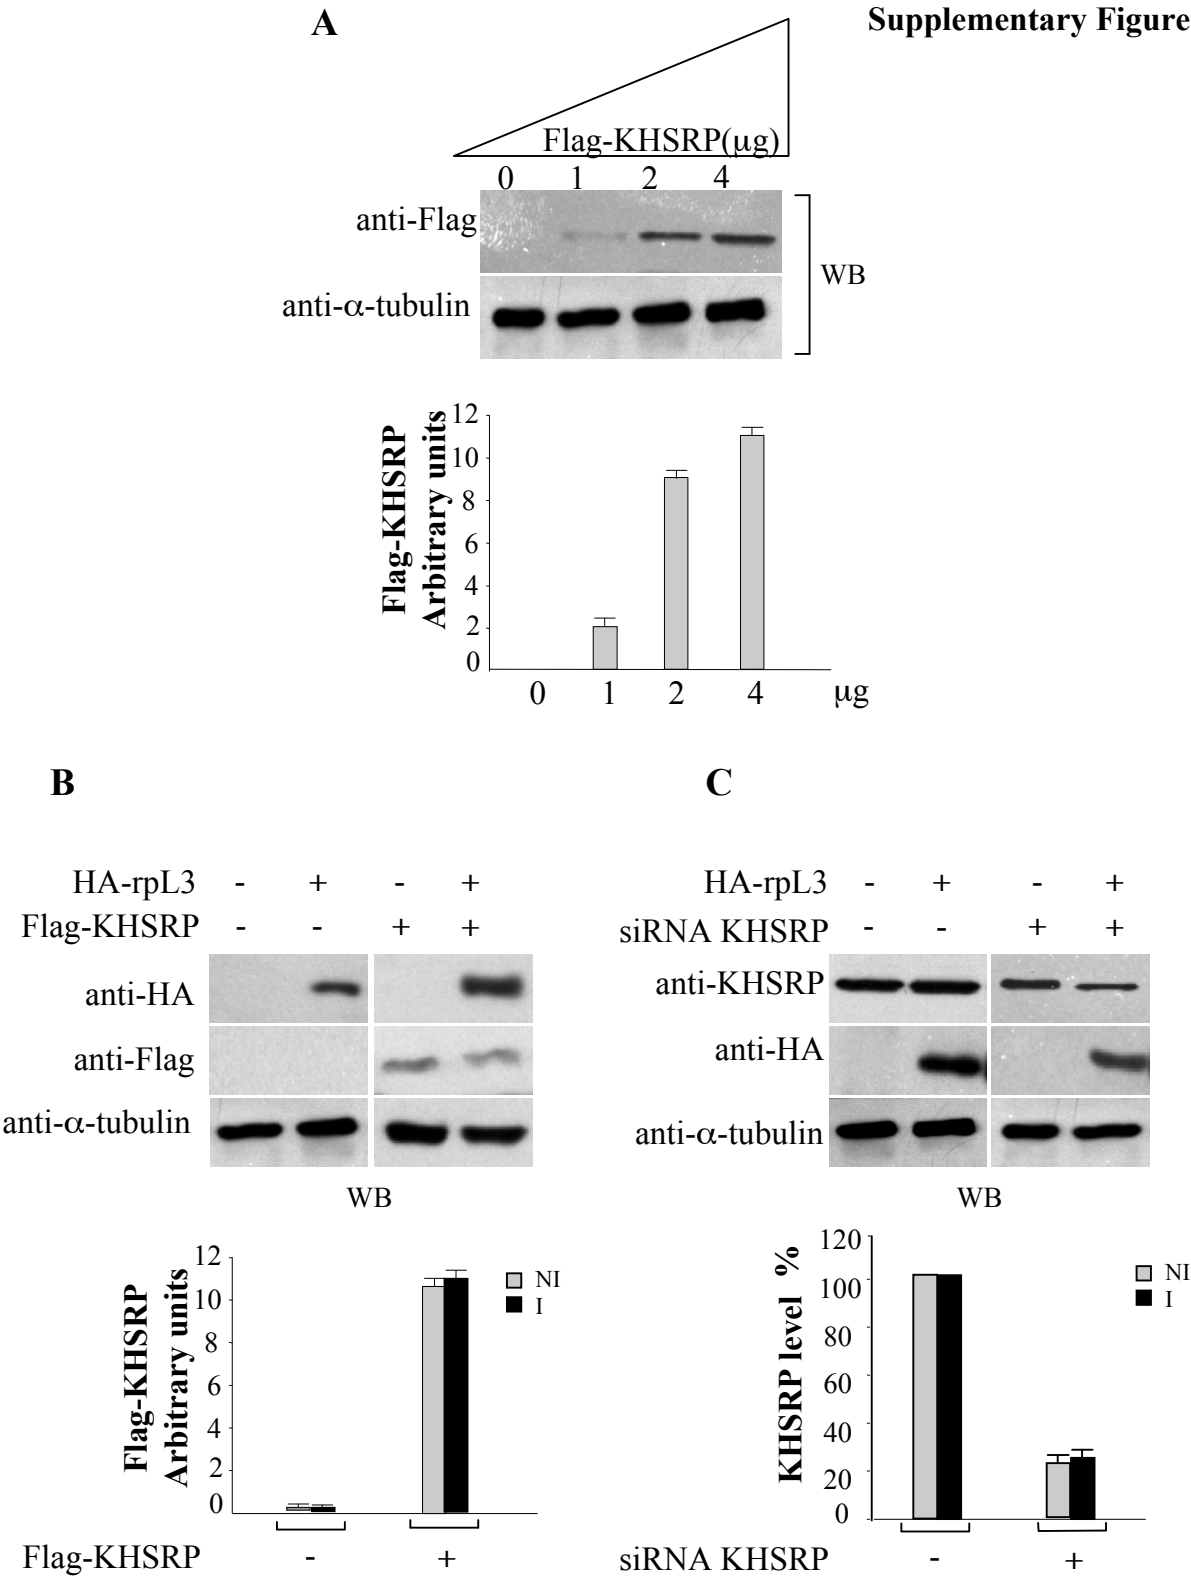 A
Supplementary Figure
Flag-KHSRP(μg)
0 1 2 4
anti-Flag
anti-α-tubulin
WB
Flag-KHSRP
Arbitrary units
12
10
8
6
4
2
0
0 1 2 4 μg
B
HA-rpL3 - + - +
Flag-KHSRP - - + +
anti-HA
anti-Flag
anti-α-tubulin
WB
Flag-KHSRP
Arbitrary units
12
10
8
6
4
2
0
NI
I
Flag-KHSRP - +
C
HA-rpL3 - + - +
siRNA KHSRP - - + +
anti-KHSRP
anti-HA
anti-α-tubulin
WB
KHSRP level %
120
100
80
60
40
20
0
NI
I
siRNA KHSRP - +